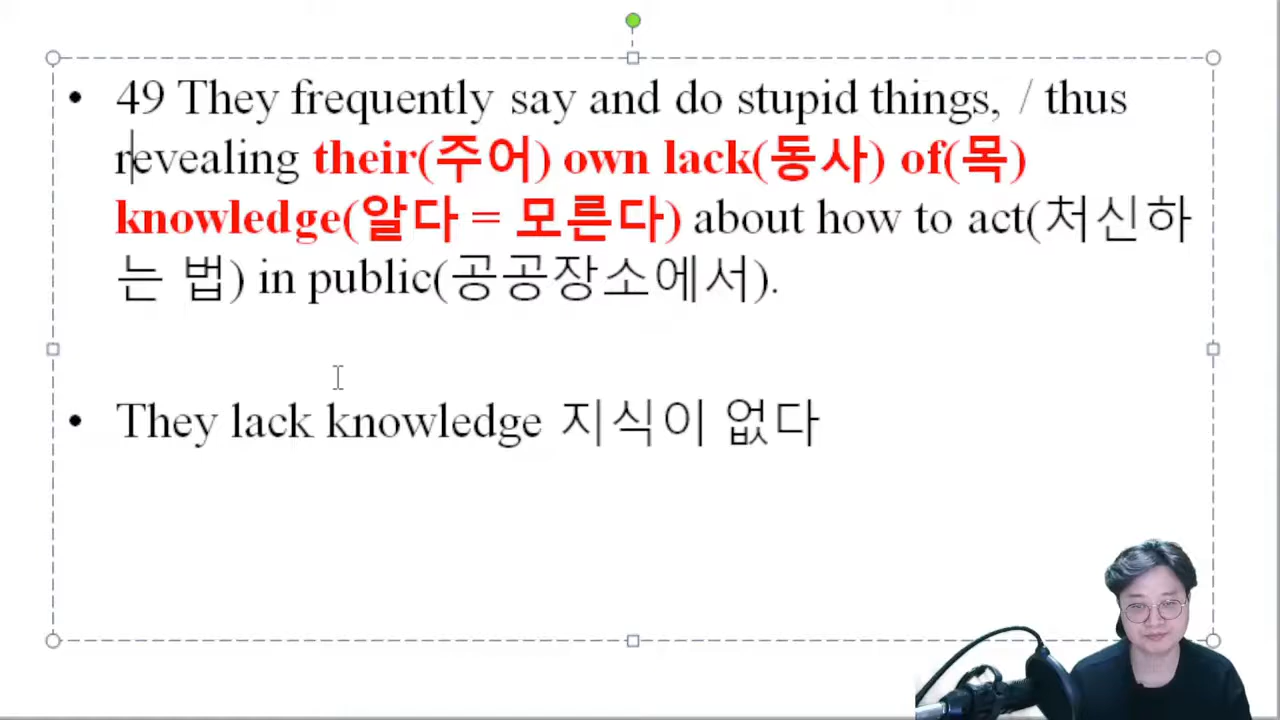 • 49 They frequently say and do stupid things, / thus
revealing their(주어) own lack(동사) of(목)
knowledge(알다 = 모른다) about how to act(처신하
는 법) in public(공공장소에서).
• They lack knowledge 지식이 없다